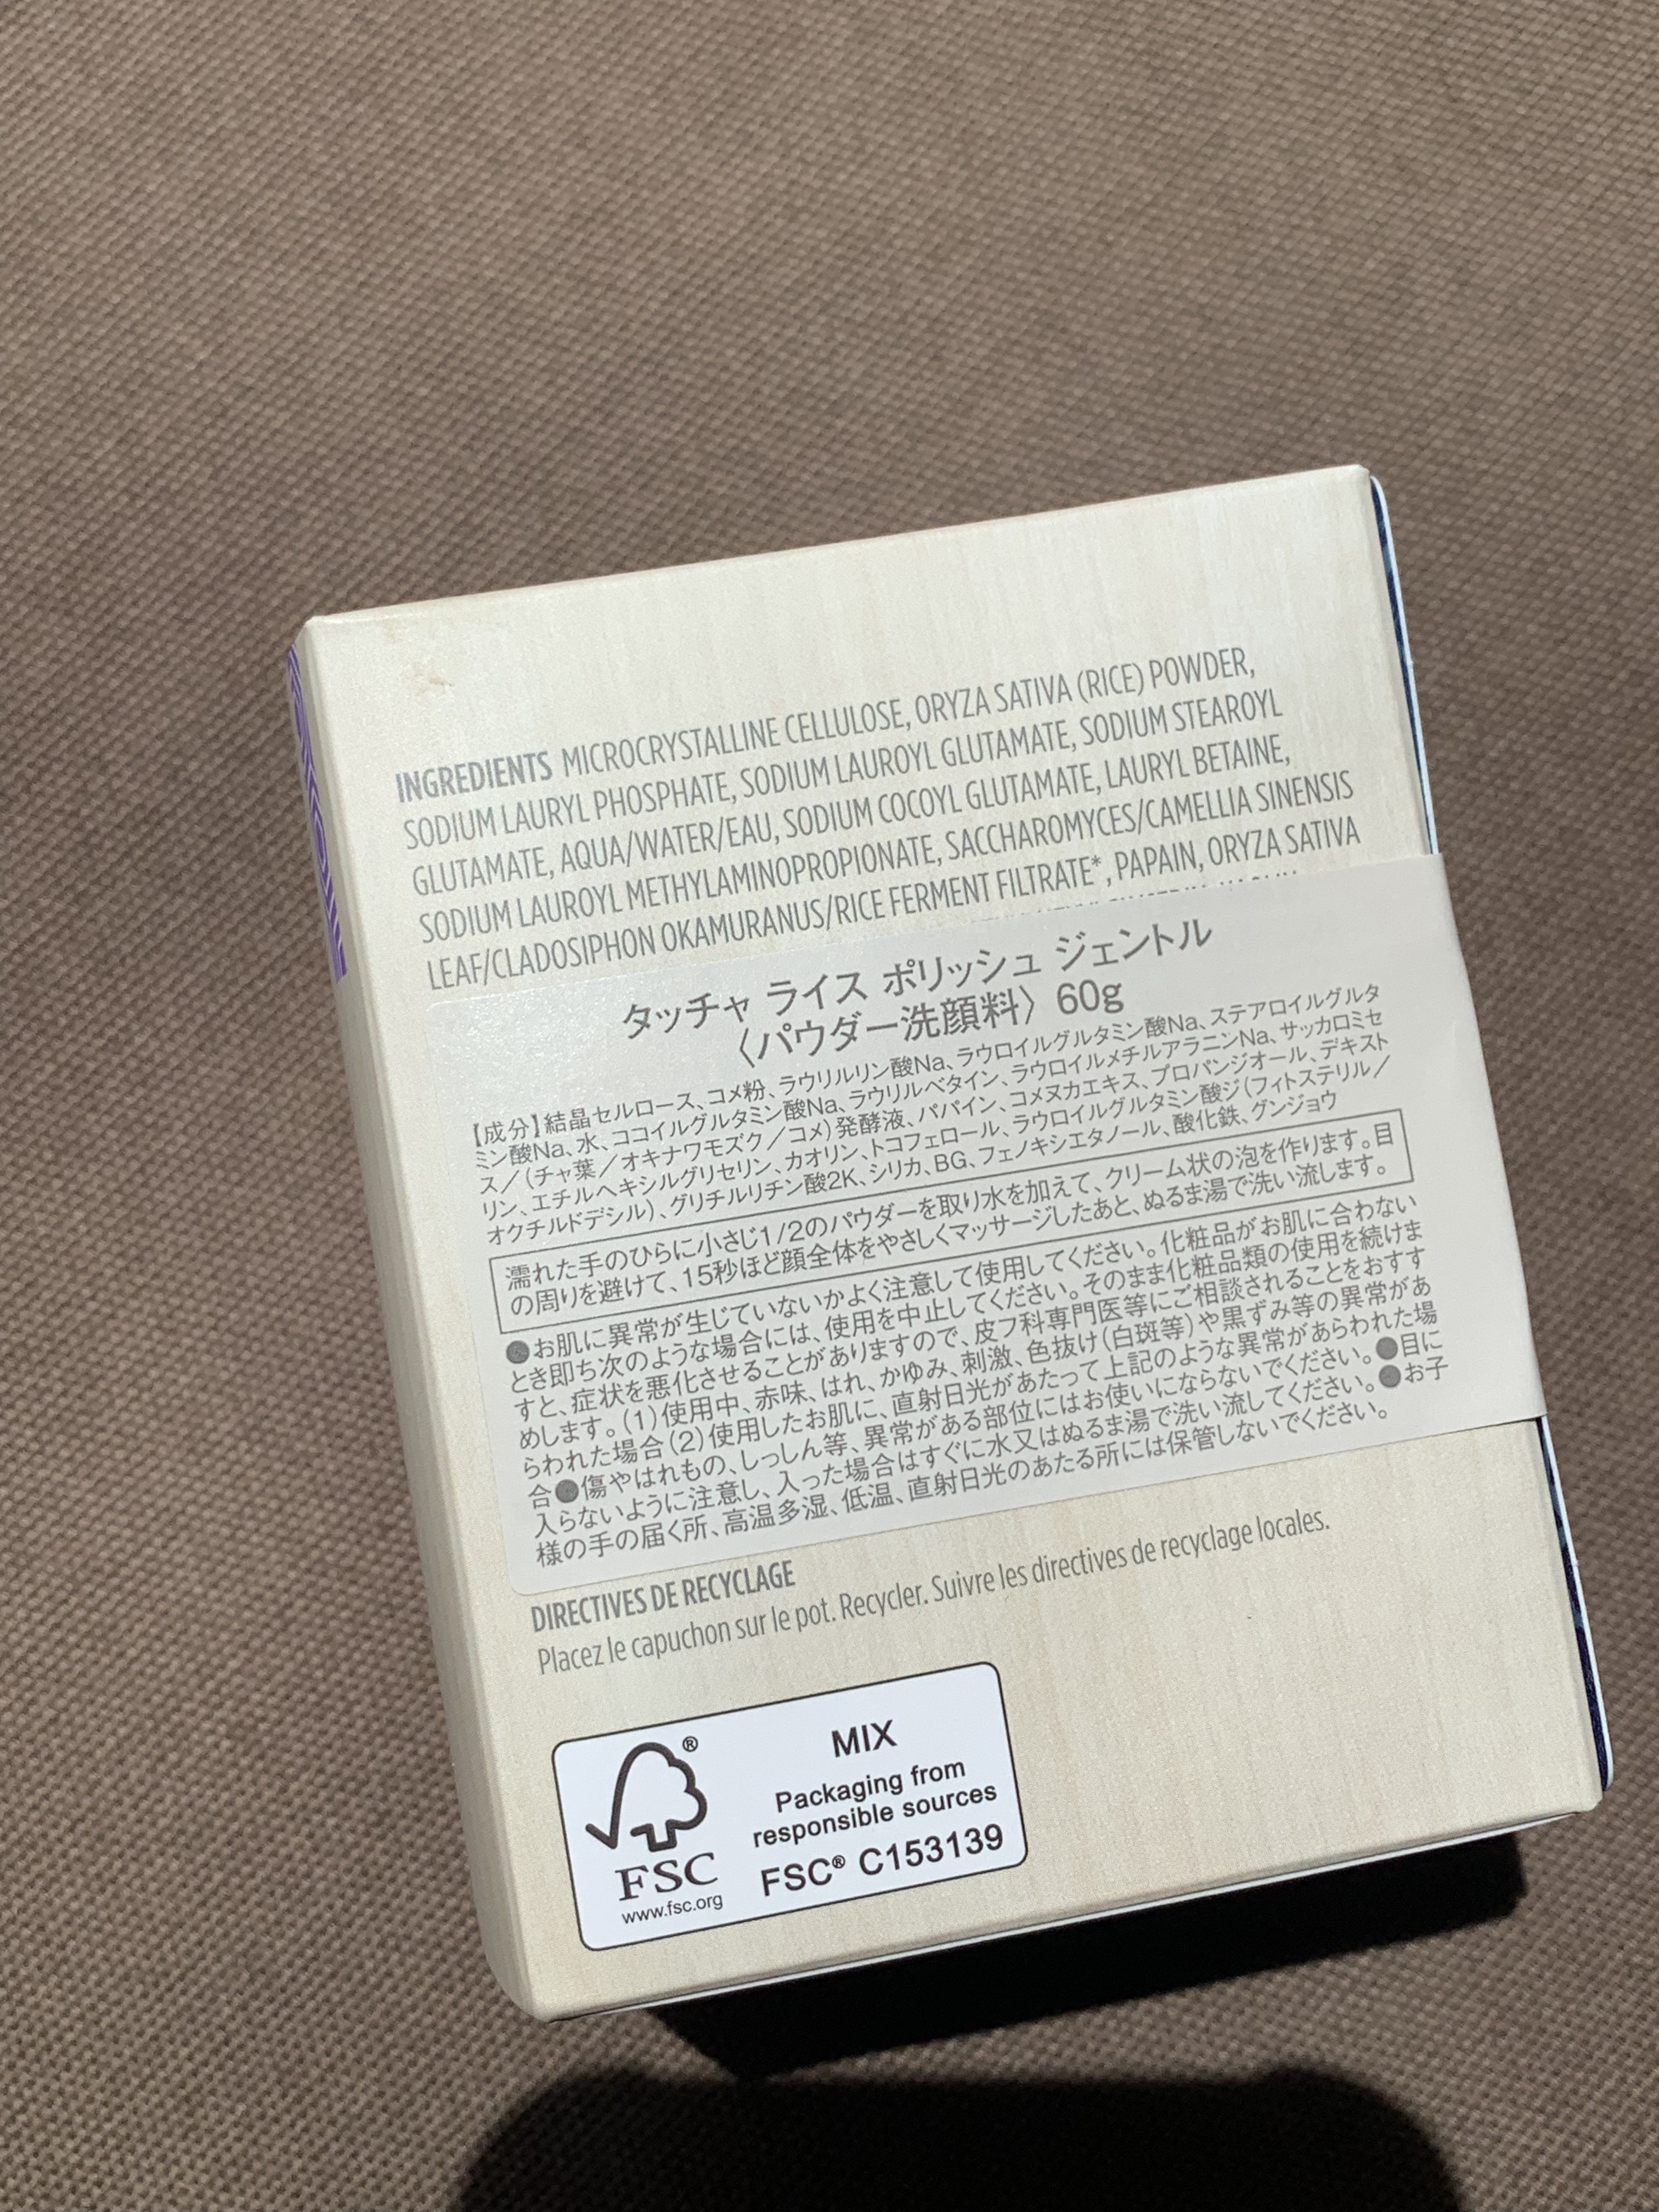 INGREDIENTS MICROCRYSTALLINE CELLULOSE, ORYZA SATIVA (RICE) POWDER,
SODIUM LAURYL PHOSPHATE, SODIUM LAUROYL GLUTAMATE, SODIUM STEAROYL
GLUTAMATE, AQUA/WATER/EAU, SODIUM COCOYL GLUTAMATE, LAURYL BETAINE,
SODIUM LAUROYL METHYLAMINOPROPIONATE, SACCHAROMYCES/CAMELLIA SINENSIS
LEAF/CLADOSIPHON OKAMURANUS/RICE FERMENT FILTRATE*, PAPAIN, ORYZA SATIVA
タッチャ ライス ポリッシュ ジェントル
〈パウダー洗顔料〉 60g
【成分】結晶セルロース、コメ粉、ラウリルリン酸Na、ラウロイルグルタミン酸Na、ステアロイルグルタ
ミン酸Na、水、ココイルグルタミン酸Na、ラウリルベタイン、ラウロイルメチルアラニンNa、サッカロミセ
ス／(チャ葉／オキナワモズク／コメ)発酵液、パパイン、コメヌカエキス、プロパンジオール、デキスト
リン、エチルヘキシルグリセリン、カオリン、トコフェロール、ラウロイルグルタミン酸ジ(フィトステリル／
オクチルドデシル)、グリチルリチン酸2K、シリカ、BG、フェノキシエタノール、酸化鉄、グンジョウ
濡れた手のひらに小さじ1/2のパウダーを取り水を加えて、クリーム状の泡を作ります。目
の周りを避けて、15秒ほど顔全体をやさしくマッサージしたあと、ぬるま湯で洗い流します。
●お肌に異常が生じていないかよく注意して使用してください。化粧品がお肌に合わない
とき即ち次のような場合には、使用を中止してください。そのまま化粧品類の使用を続けま
すと、症状を悪化させることがありますので、皮フ科専門医等にご相談されることをおすす
めします。(1)使用中、赤味、はれ、かゆみ、刺激、色抜け(白斑等)や黒ずみ等の異常があ
らわれた場合(2)使用したお肌に、直射日光があたって上記のような異常があらわれた場
合●傷やはれもの、しっしん等、異常がある部位にはお使いにならないでください。●目に
入らないように注意し、入った場合はすぐに水又はぬるま湯で洗い流してください。●お子
様の手の届く所、高温多湿、低温、直射日光のあたる所には保管しないでください。
DIRECTIVES DE RECYCLAGE
Placez le capuchon sur le pot. Recycler. Suivre les directives de recyclage locales.
®
FSC
www.fsc.org
MIX
Packaging from
responsible sources
FSC® C153139